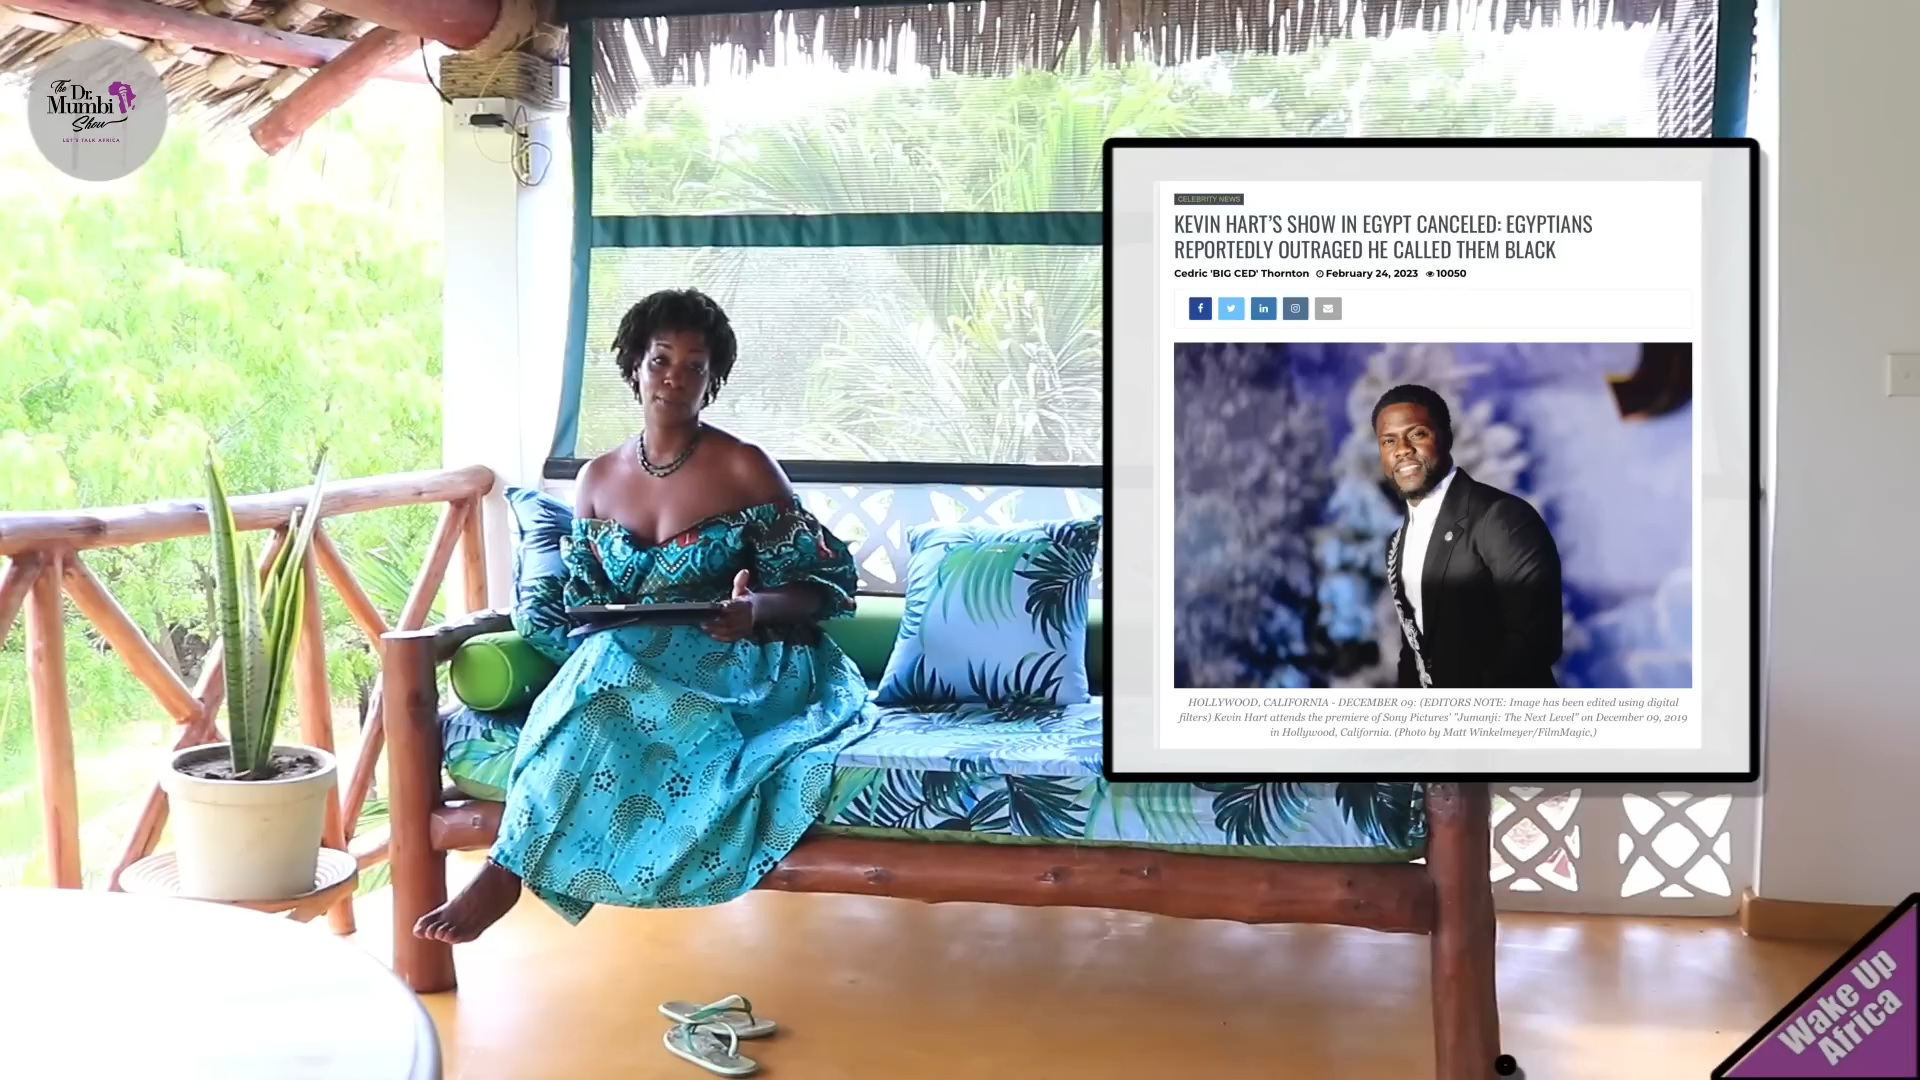 The
Dr.
Mumbi
Show
LET'S TALK AFRICA
CELEBRITY NEWS
KEVIN HART'S SHOW IN EGYPT CANCELED: EGYPTIANS
REPORTEDLY OUTRAGED HE CALLED THEM BLACK
Cedric 'BIG CED' Thornton February 24, 2023 10050
HOLLYWOOD, CALIFORNIA - DECEMBER 09: (EDITORS NOTE: Image has been edited using digital
filters) Kevin Hart attends the premiere of Sony Pictures' "Jumanji: The Next Level" on December 09, 2019
in Hollywood, California. (Photo by Matt Winkelmeyer/FilmMagic,)
Wake Up
Africa